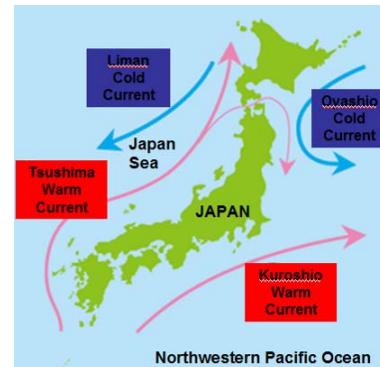 Liman
Cold
Current
Oyashio
Cold
Current
Japan
Sea
Tsushima
Warm
Current
JAPAN
Kuroshio
Warm
Current
Northwestern Pacific Ocean